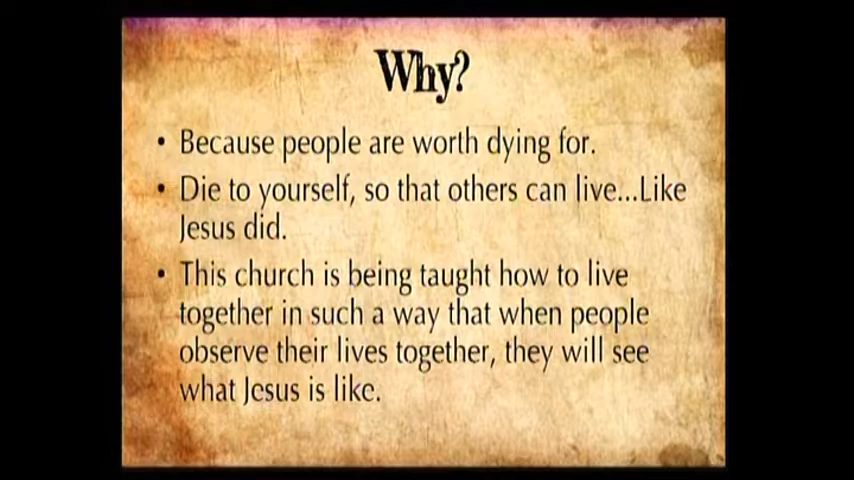 Why?
• Because people are worth dying for.
• Die to yourself, so that others can live...Like
Jesus did.
• This church is being taught how to live
together in such a way that when people
observe their lives together, they will see
what Jesus is like.